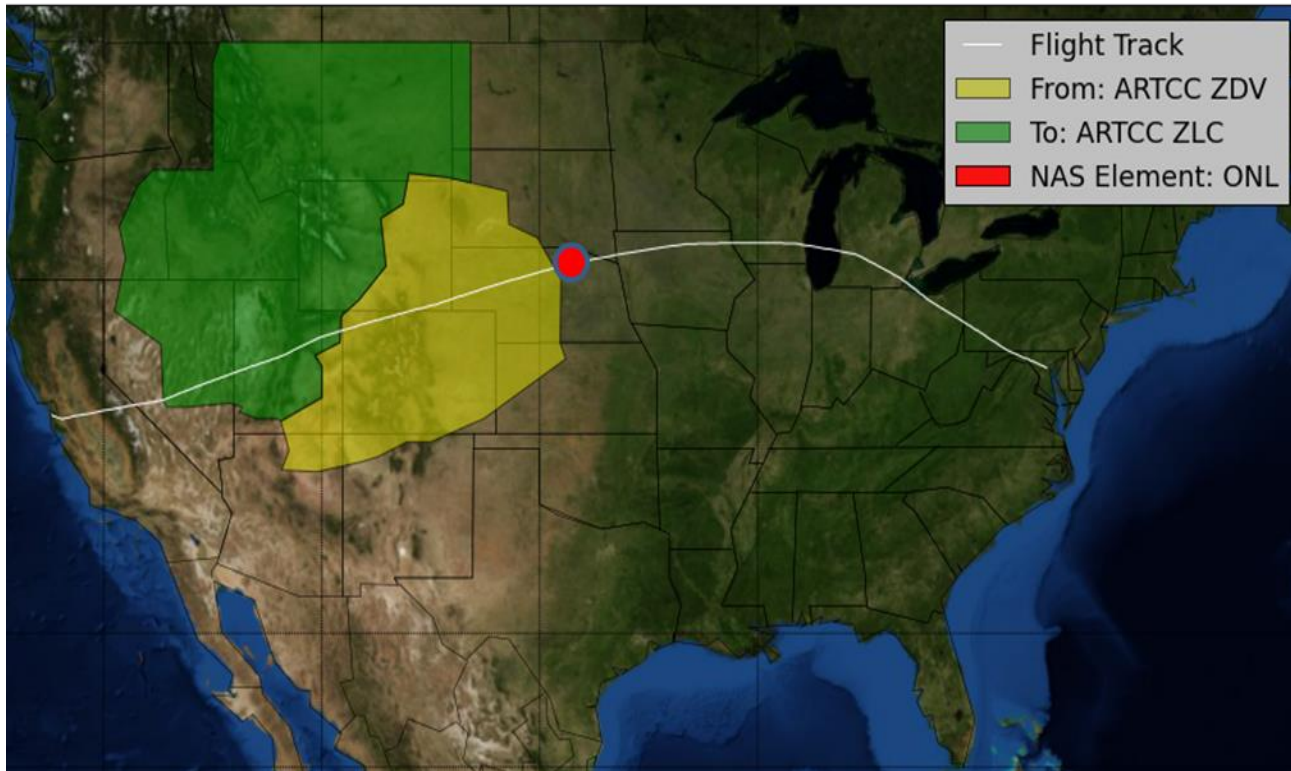 Flight Track
From: ARTCC ZDV
To: ARTCC ZLC
NAS Element: ONL